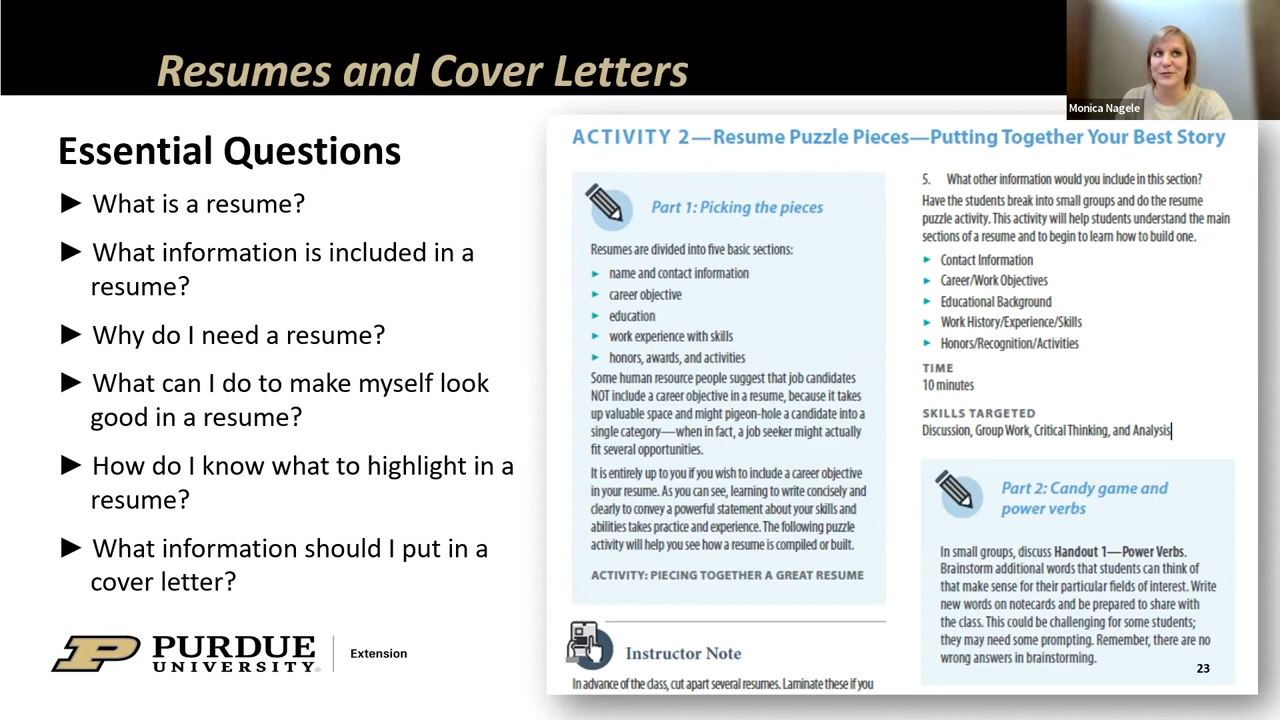 Resumes and Cover Letters
Monica Nagele
Essential Questions
► What is a resume?
► What information is included in a
resume?
► Why do I need a resume?
► What can I do to make myself look
good in a resume?
► How do I know what to highlight in a
resume?
► What information should I put in a
cover letter?
PURDUE
UNIVERSITY®
Extension
ACTIVITY 2—Resume Puzzle Pieces—Putting Together Your Best Story
Part 1: Picking the pieces
Resumes are divided into five basic sections:
► name and contact information
► career objective
► education
► work experience with skills
► honors, awards, and activities
Some human resource people suggest that job candidates
NOT include a career objective in a resume, because it takes
up valuable space and might pigeon-hole a candidate into a
single category—when in fact, a job seeker might actually
fit several opportunities.
It is entirely up to you if you wish to include a career objective
in your resume. As you can see, learning to write concisely and
clearly to convey a powerful statement about your skills and
abilities takes practice and experience. The following puzzle
activity will help you see how a resume is compiled or built.
ACTIVITY: PIECING TOGETHER A GREAT RESUME
Instructor Note
In advance of the class, cut apart several resumes. Laminate these if you
5. What other information would you include in this section?
Have the students break into small groups and do the resume
puzzle activity. This activity will help students understand the main
sections of a resume and to begin to learn how to build one.
► Contact Information
► Career/Work Objectives
► Educational Background
► Work History/Experience/Skills
► Honors/Recognition/Activities
TIME
10 minutes
SKILLS TARGETED
Discussion, Group Work, Critical Thinking, and Analysis
Part 2: Candy game and
power verbs
In small groups, discuss Handout 1—Power Verbs.
Brainstorm additional words that students can think of
that make sense for their particular fields of interest. Write
new words on notecards and be prepared to share with
the class. This could be challenging for some students;
they may need some prompting. Remember, there are no
wrong answers in brainstorming.
23